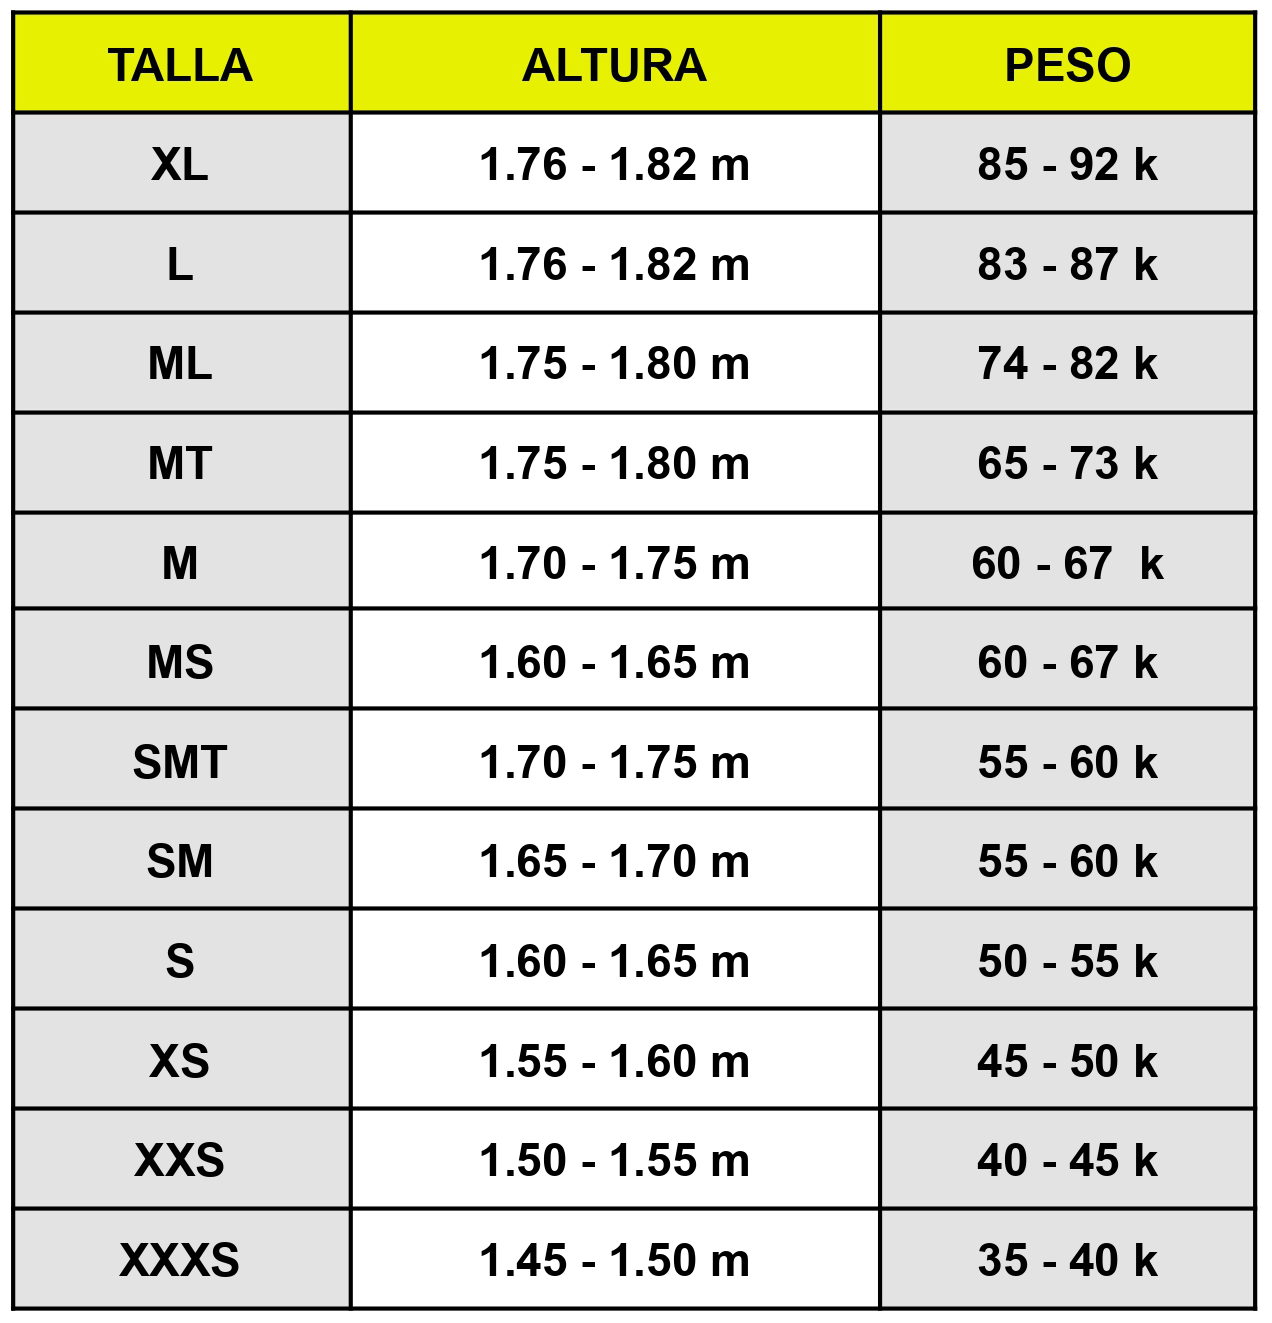 TALLA ALTURA PESO
XL 1.76 - 1.82 m 85 - 92 k
L 1.76 - 1.82 m 83 - 87 k
ML 1.75 - 1.80 m 74 - 82 k
MT 1.75 - 1.80 m 65 - 73 k
M 1.70 - 1.75 m 60 - 67 k
MS 1.60 - 1.65 m 60 - 67 k
SMT 1.70 - 1.75 m 55 - 60 k
SM 1.65 - 1.70 m 55 - 60 k
S 1.60 - 1.65 m 50 - 55 k
XS 1.55 - 1.60 m 45 - 50 k
XXS 1.50 - 1.55 m 40 - 45 k
XXXS 1.45 - 1.50 m 35 - 40 k